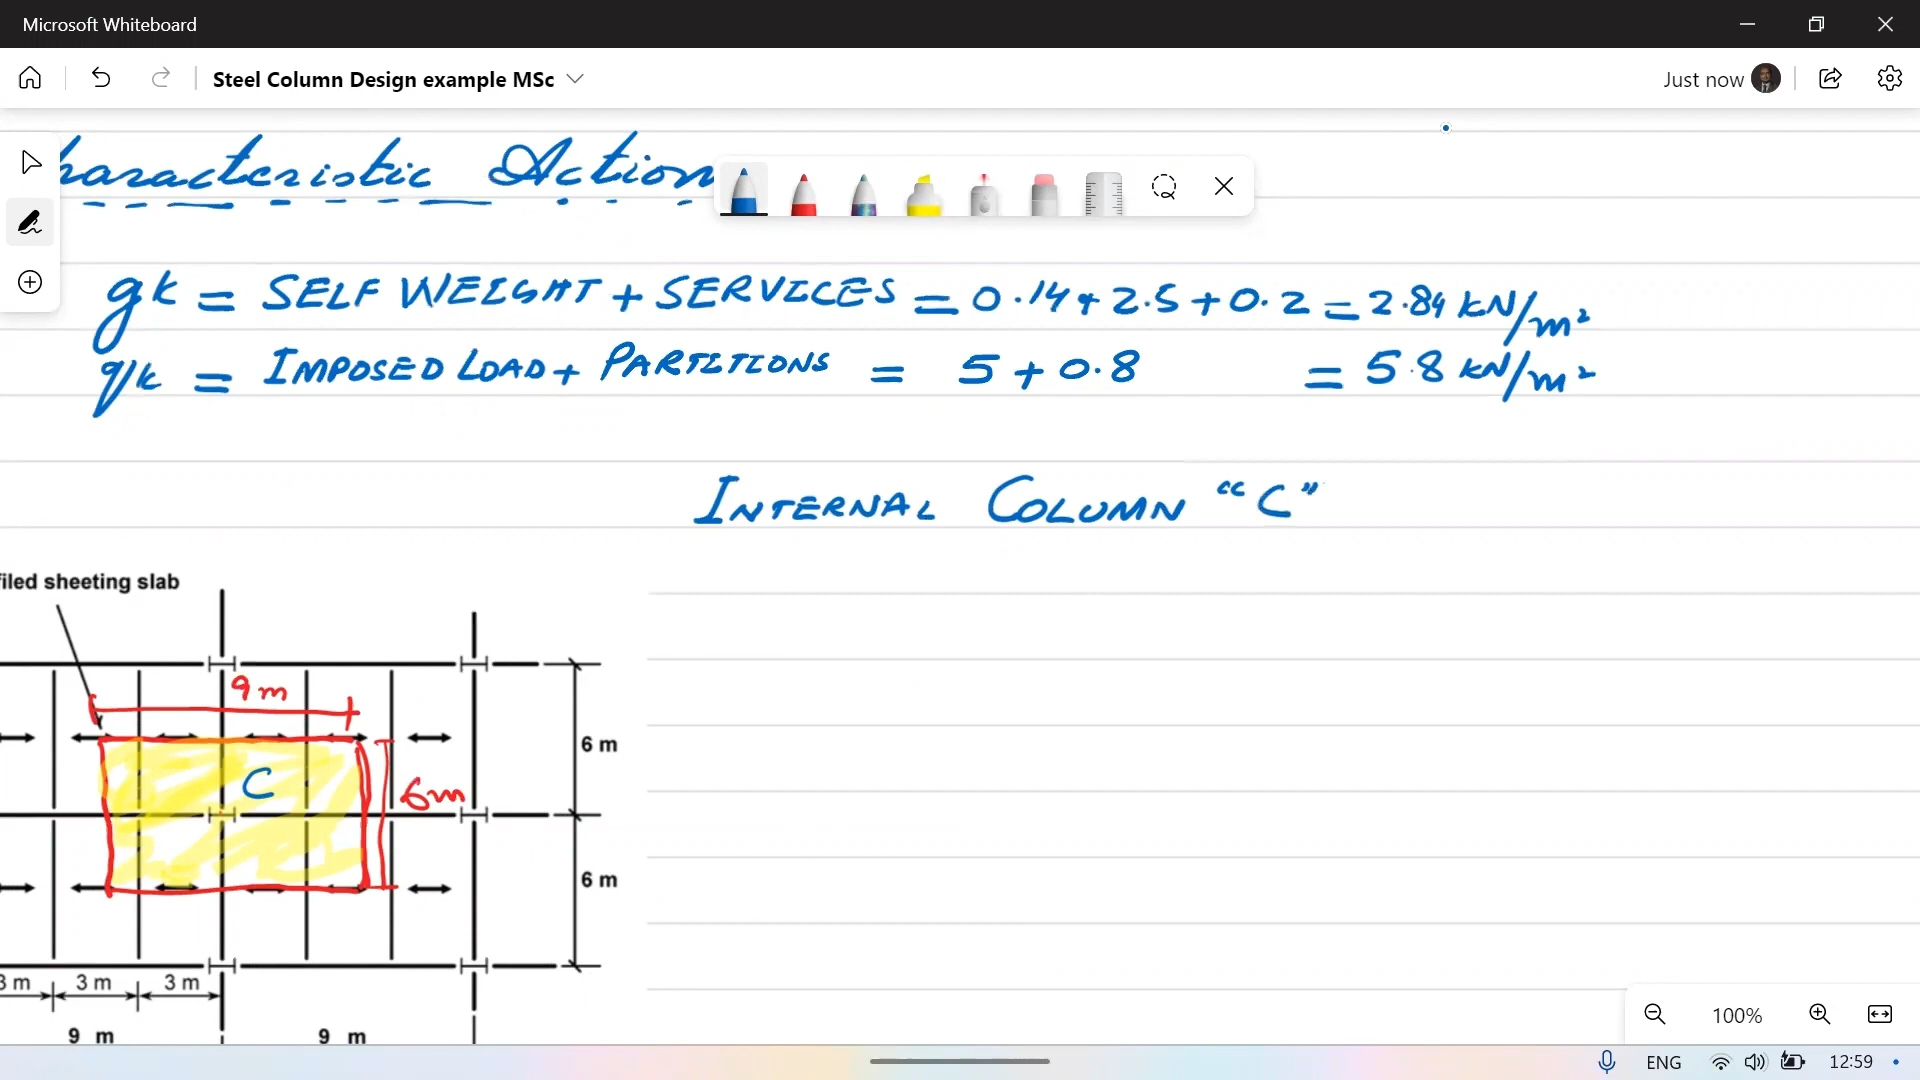 Microsoft Whiteboard
Steel Column Design example MSc
Just now
haracteristic Action
gk = SELF WEIGHT + SERVICES = 0.14 + 2.5 + 0.2 = 2.84 kN/m²
qk = IMPOSED LOAD + PARTITIONS = 5 + 0.8 = 5.8 kN/m²
INTERNAL COLUMN "C"
filed sheeting slab
9m
6 m
C
6m
6 m
3 m 3 m 3 m
9 m 9 m
100%
ENG 12:59